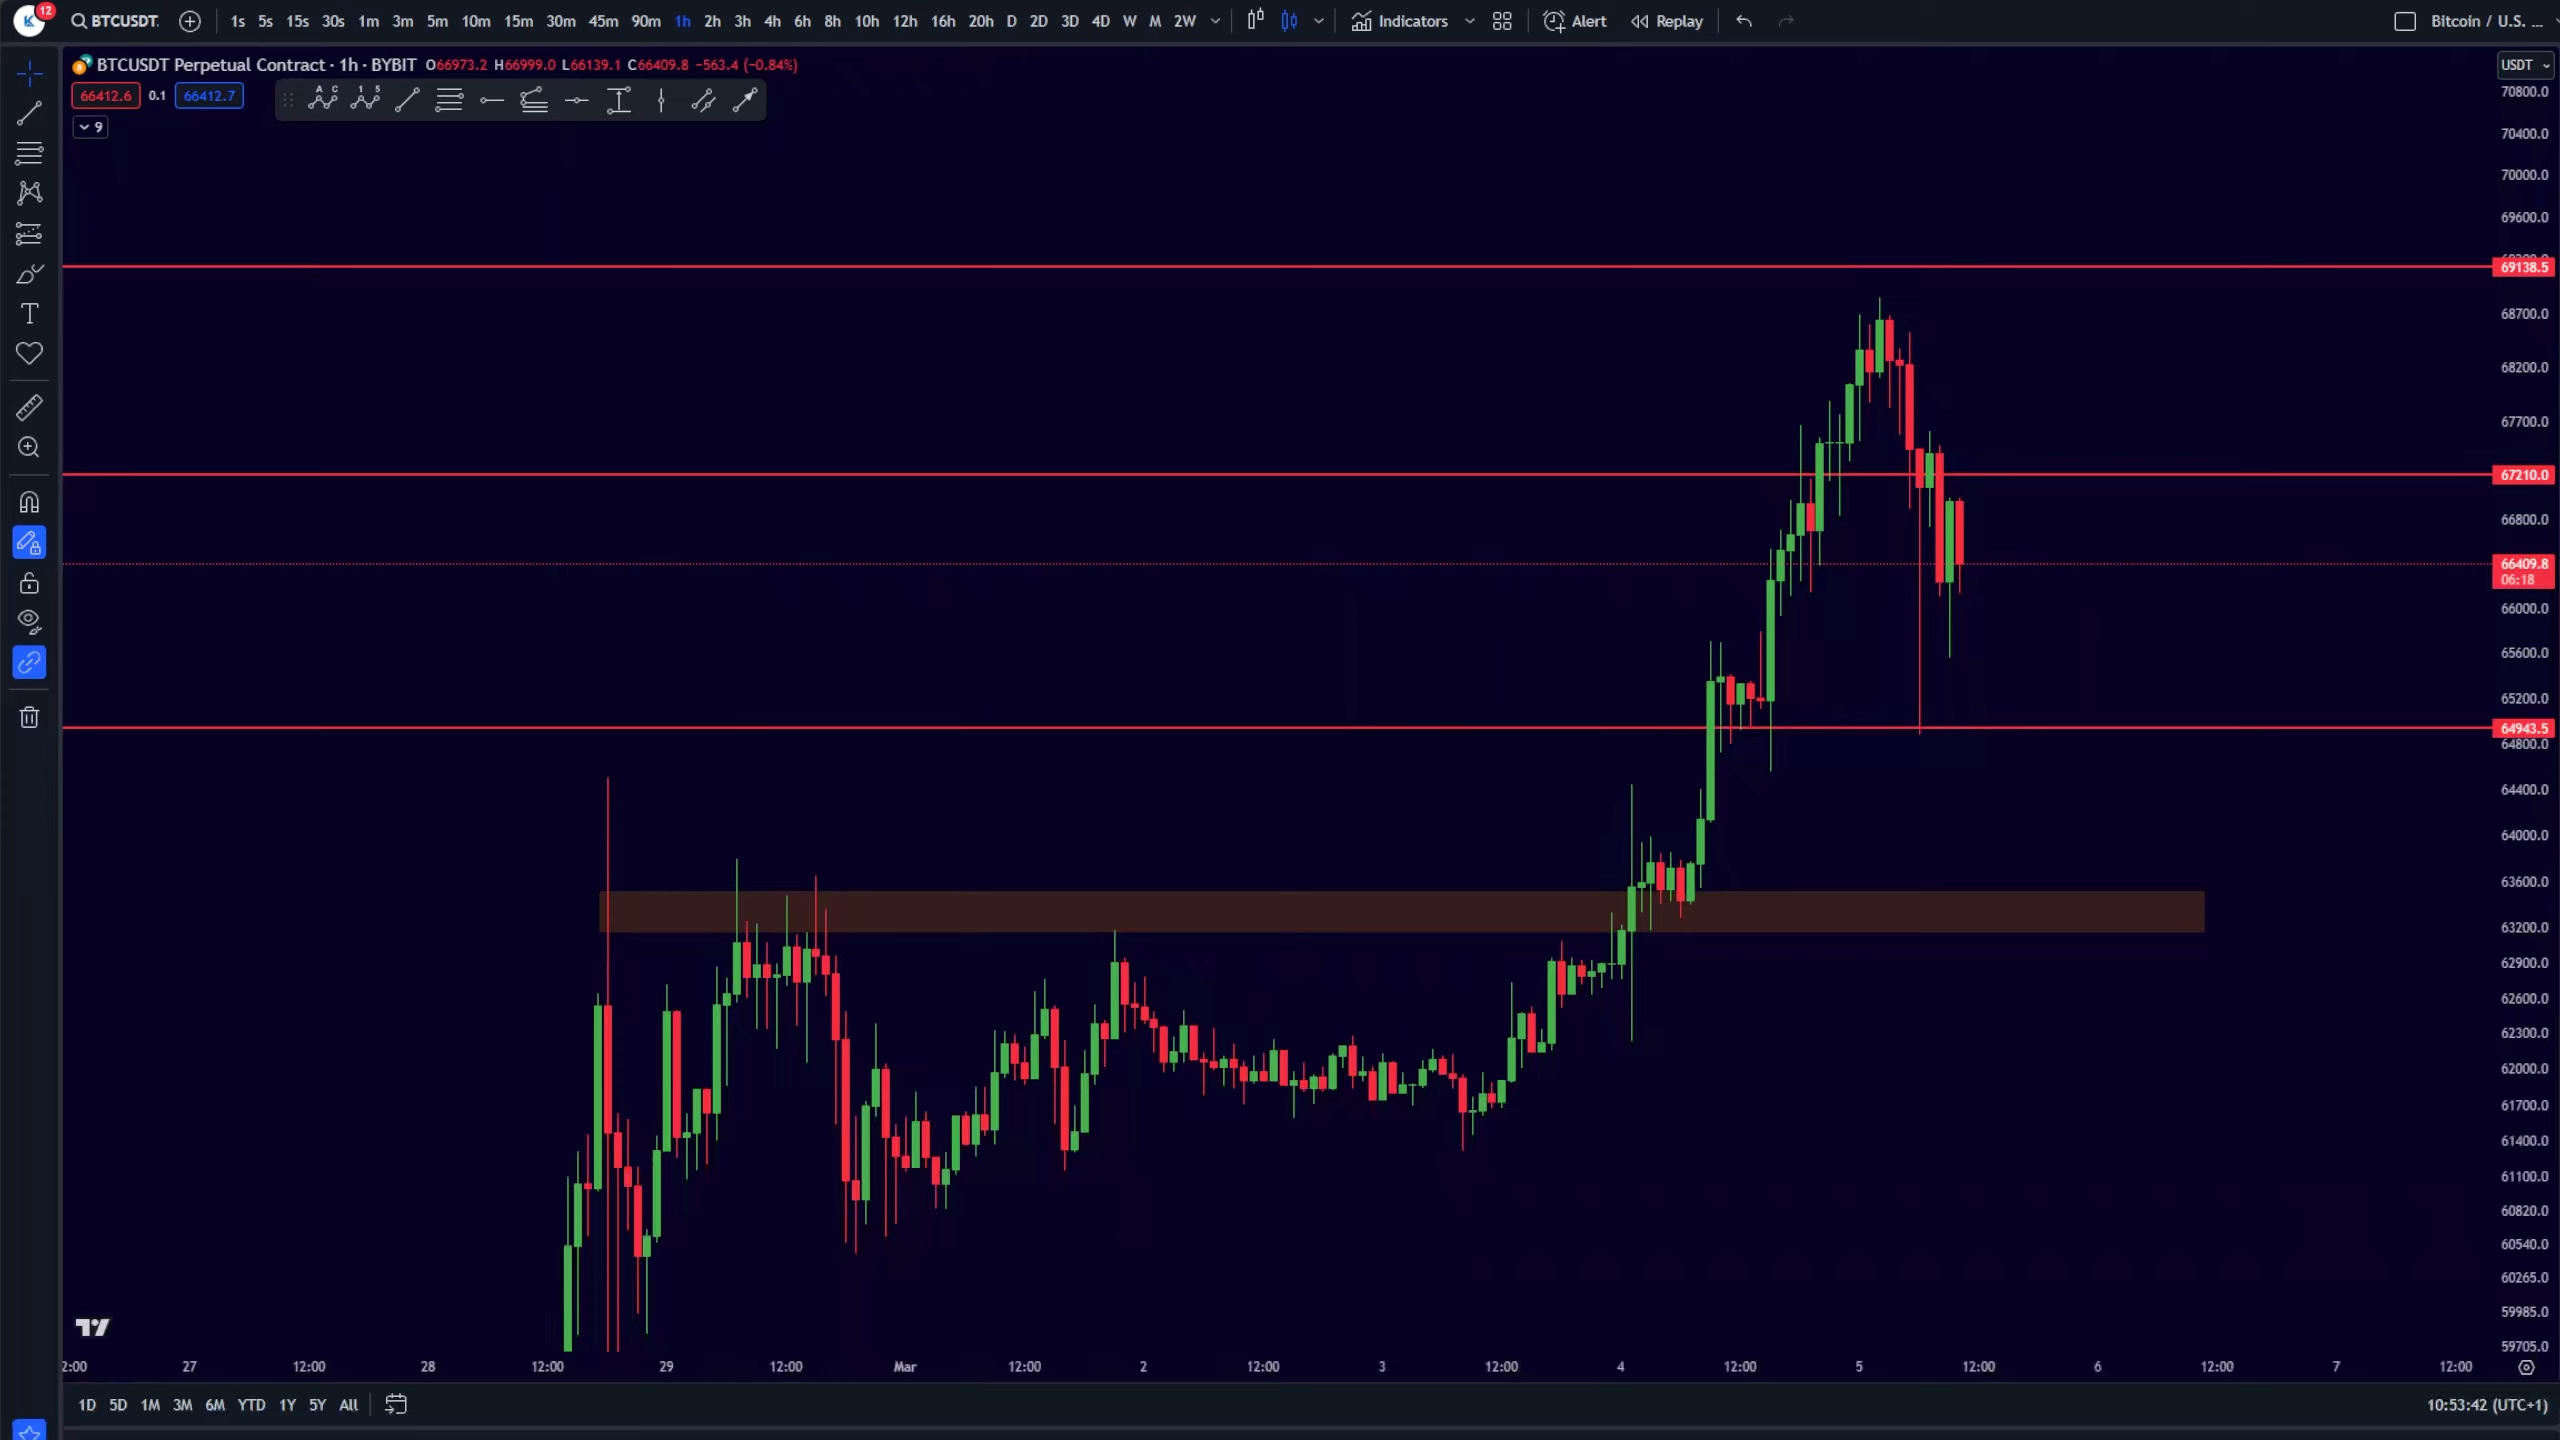 12
BTCUSDT.
1s 5s 15s 30s 1m 3m 5m 10m 15m 30m 45m 90m 1h 2h 3h 4h 6h 8h 10h 12h 16h 20h D 2D 3D 4D W M 2W
Indicators
Alert
Replay
Bitcoin / U.S. ...
BTCUSDT Perpetual Contract · 1h · BYBIT O66973.2 H66999.0 L66139.1 C66409.8 −563.4 (−0.84%)
66412.6 0.1 66412.7
A C
1 5
9
USDT
70800.0
70400.0
70000.0
69600.0
69138.5
68700.0
68200.0
67700.0
67210.0
66800.0
66409.8
06:18
66000.0
65600.0
65200.0
64943.5
64800.0
64400.0
64000.0
63600.0
63200.0
62900.0
62600.0
62300.0
62000.0
61700.0
61400.0
61100.0
60820.0
60540.0
60265.0
59985.0
59705.0
2:00 27 12:00 28 12:00 29 12:00 Mar 12:00 2 12:00 3 12:00 4 12:00 5 12:00 6 12:00 7 12:00
1D 5D 1M 3M 6M YTD 1Y 5Y All
10:53:42 (UTC+1)